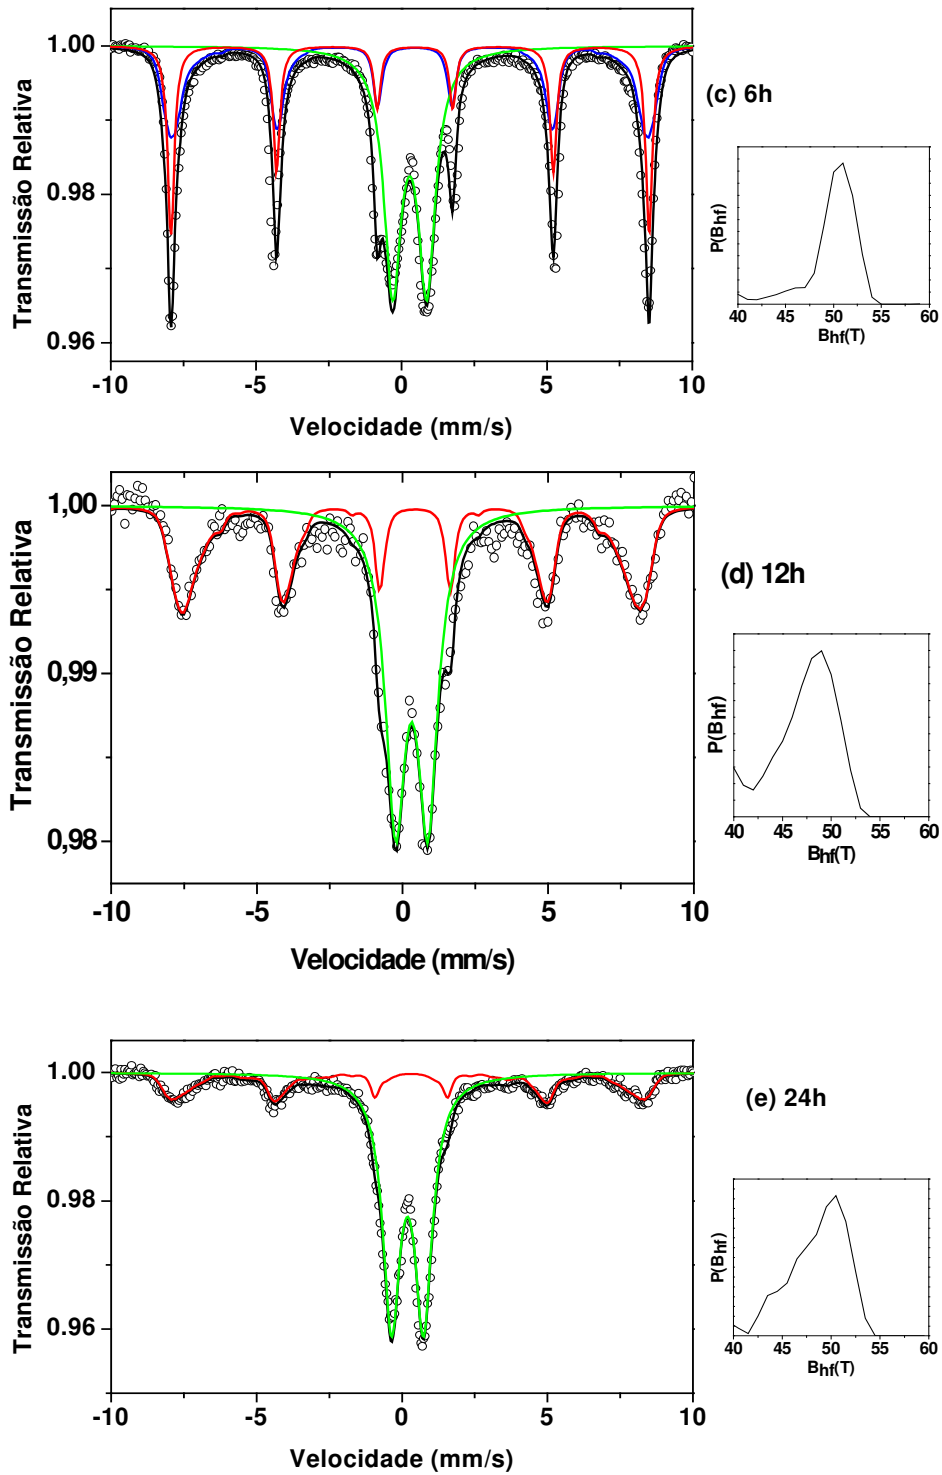 1.00
0.98
0.96
Transmissão Relativa
-10 -5 0 5 10
Velocidade (mm/s)
(c) 6h
P(Bhf)
40 45 50 55 60
Bhf(T)
1,00
0,99
0,98
Transmissão Relativa
-10 -5 0 5 10
Velocidade (mm/s)
(d) 12h
P(Bhf)
40 45 50 55 60
Bhf(T)
1.00
0.98
0.96
Transmissão Relativa
-10 -5 0 5 10
Velocidade (mm/s)
(e) 24h
P(Bhf)
40 45 50 55 60
Bhf(T)